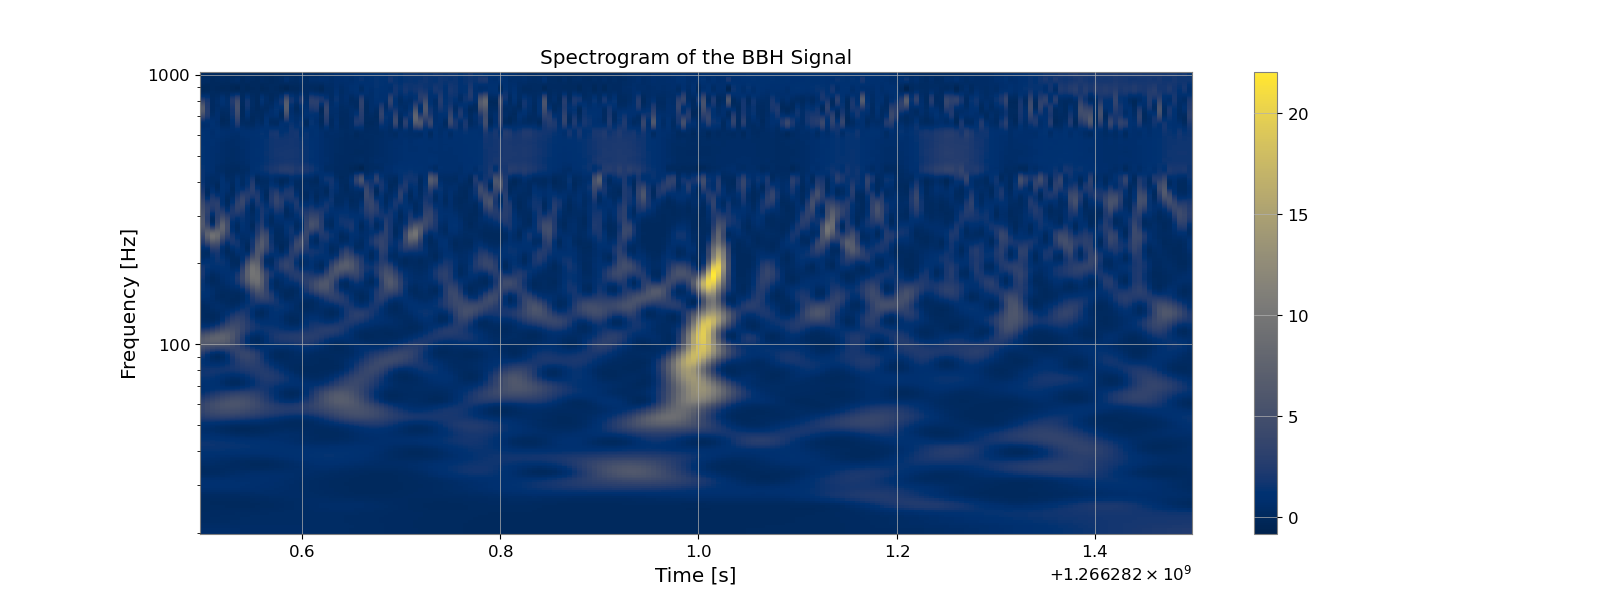 Spectrogram of the BBH Signal
1000
100
Frequency [Hz]
0.6 0.8 1.0 1.2 1.4
Time [s]
+1.266282 × 10⁹
20
15
10
5
0